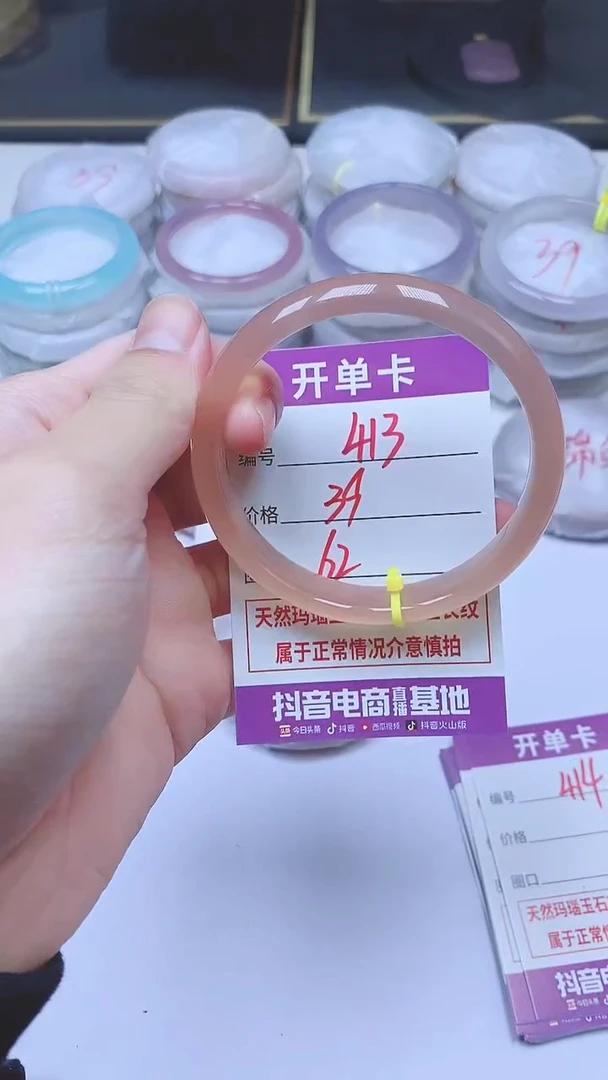 39
39
开单卡
编号 413
价格 39
62
天然玛瑙
纹
属于正常情况介意慎拍
抖音电商直播基地
今日头条 抖音 西瓜视频 抖音火山版
开单卡
编号 414
价格
圈口
天然玛瑙玉石
属于正常情
抖音电